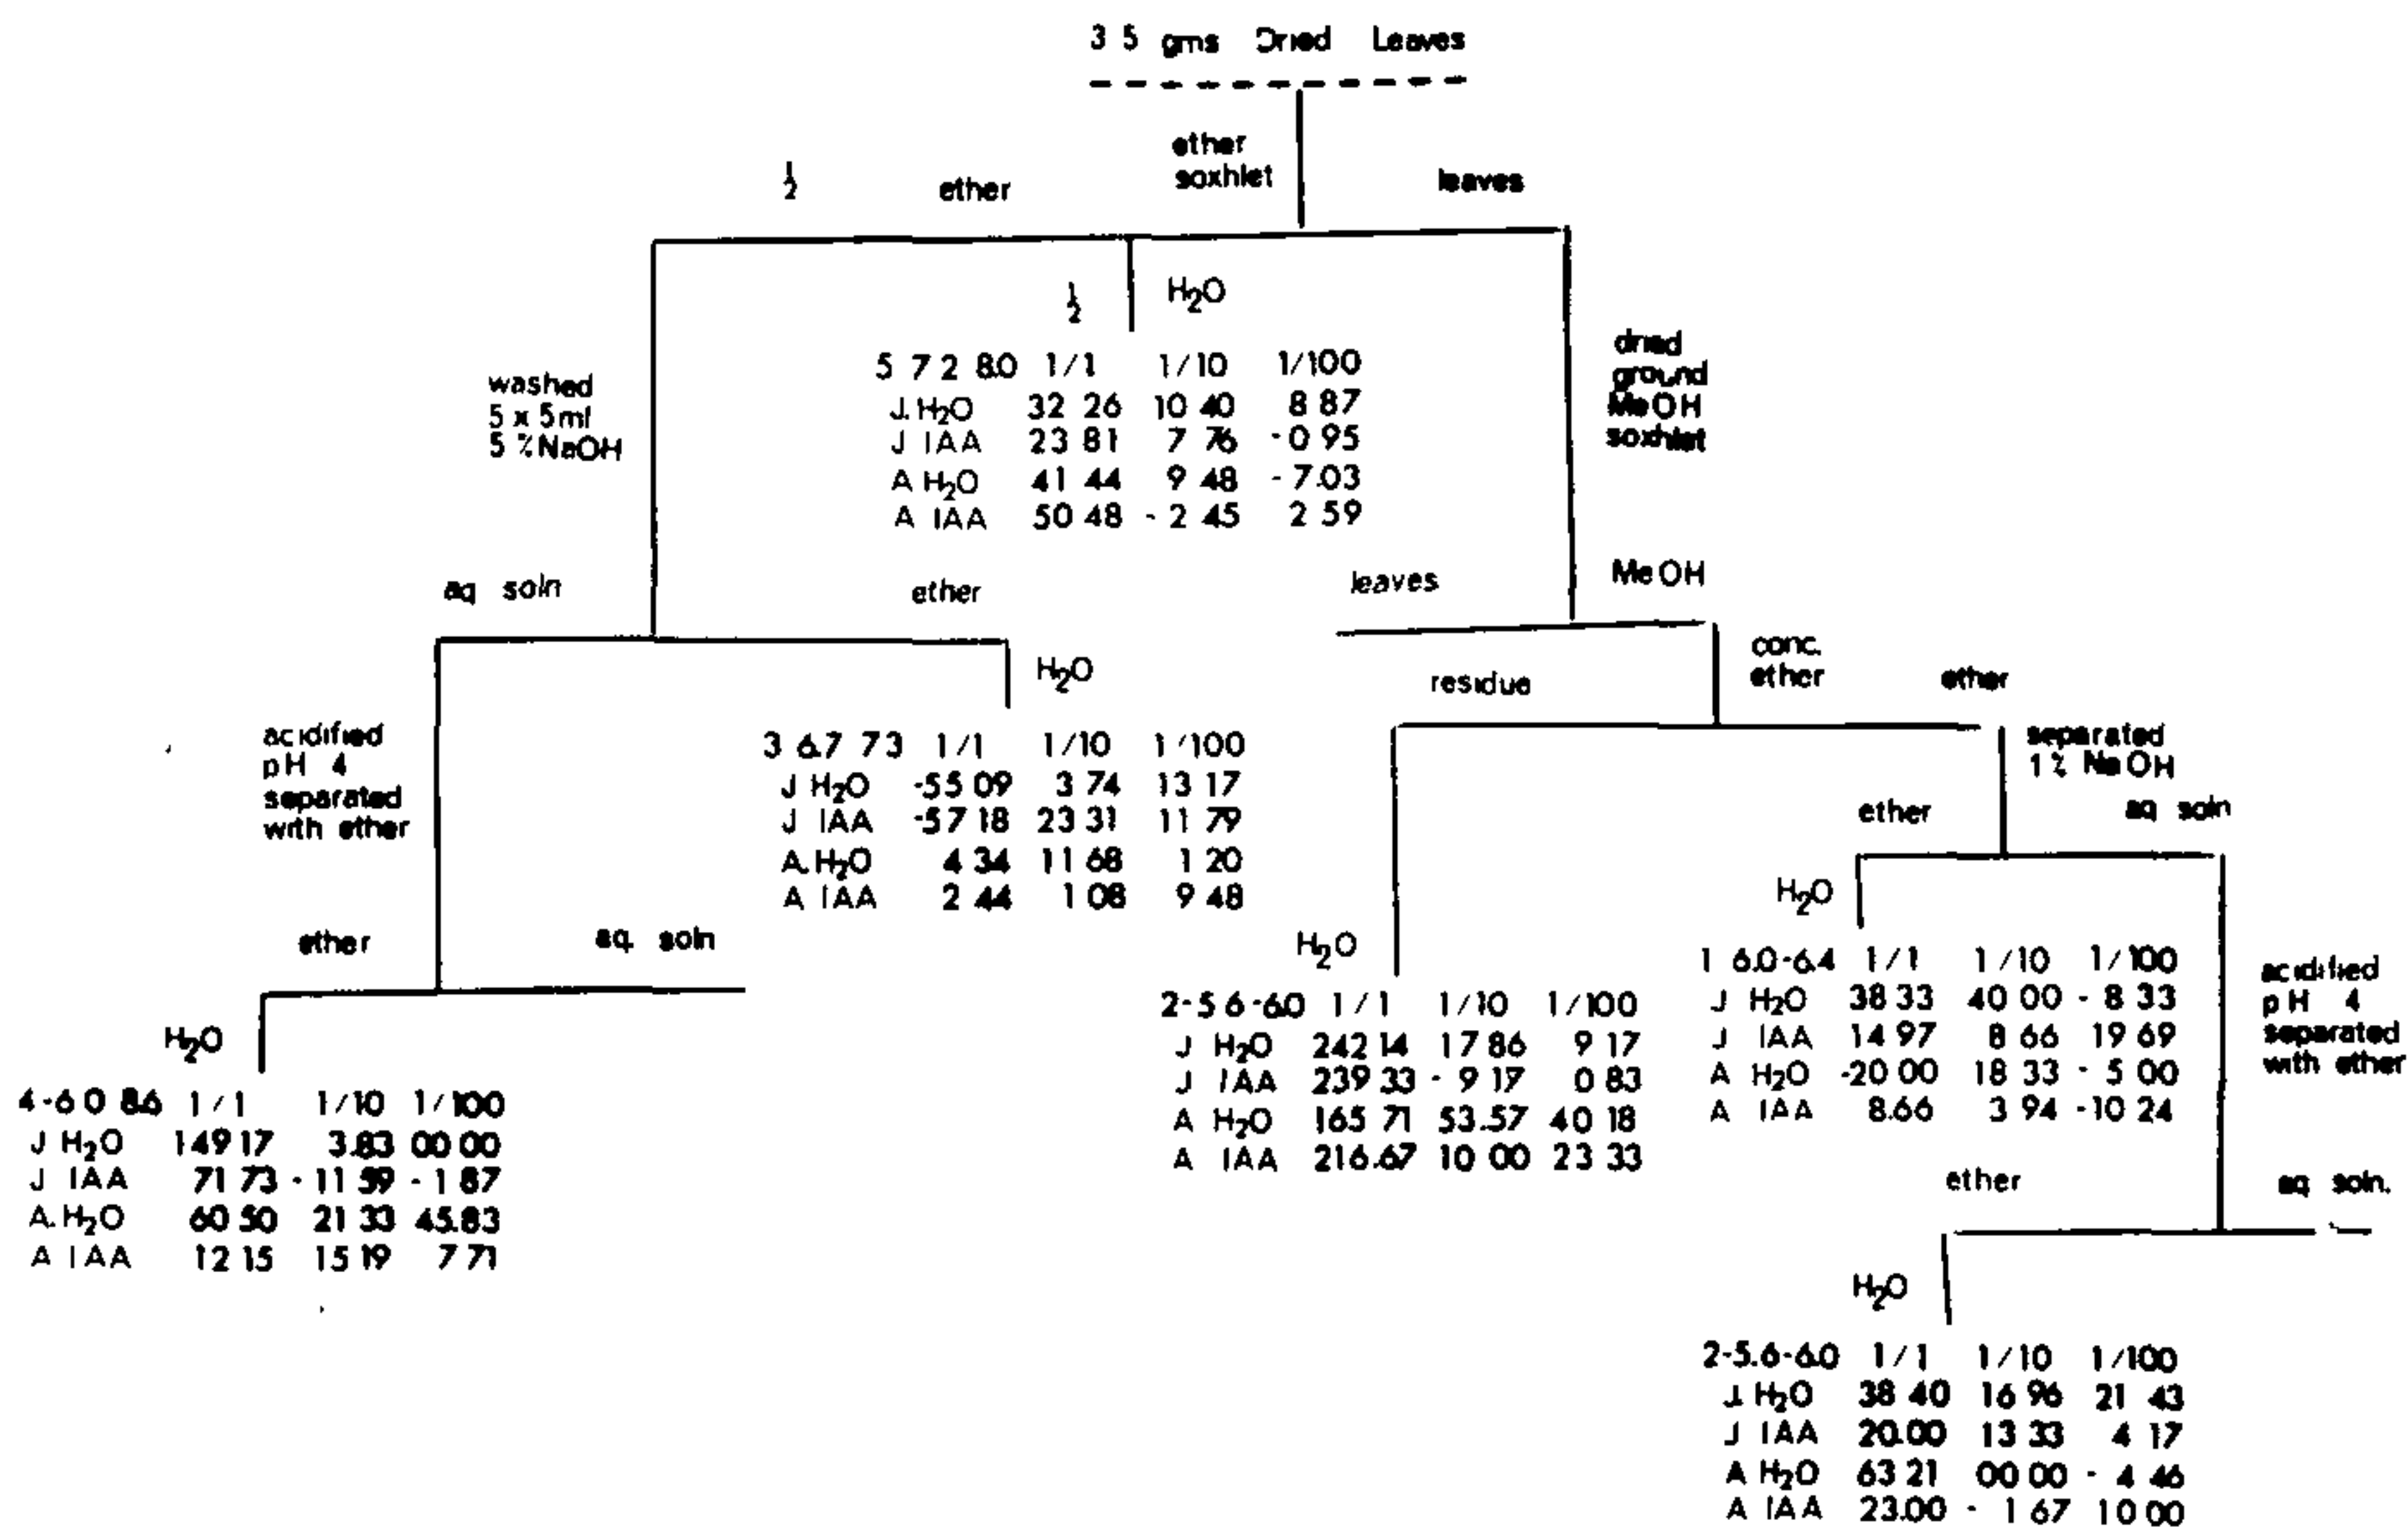 3 5 gms Dried Leaves
ether
soxhlet
1/2 ether
leaves
1/2 H2O
washed
5 x 5ml
5 % NaOH
5 7 2 8.0 1/1 1/10 1/100
J. H2O 32 26 10 40 8 87
J IAA 23 81 7 76 -0 95
A H2O 41 44 9 48 - 7.03
A IAA 50 48 - 2 45 2 59
dried
ground
MeOH
soxhlet
aq soln ether
leaves MeOH
H2O
conc.
ether
residue ether
acidified
pH 4
separated
with ether
3 6.7 7 3 1/1 1/10 1/100
J H2O -55 09 3 74 13 17
J IAA -57 18 23 31 11 79
A. H2O 4 34 11 68 1 20
A IAA 2 44 1 08 9 48
separated
1 % NaOH
ether aq soln
ether aq. soln
H2O
4-6 0 8.6 1/1 1/10 1/100
J H2O 149 17 3.83 00 00
J IAA 71 73 - 11 59 - 1 87
A. H2O 60 50 21 33 45.83
A IAA 12 15 15 19 7 71
H2O
2-5 6 -6.0 1/1 1/10 1/100
J H2O 242 14 17 86 9 17
J IAA 239 33 - 9 17 0 83
A H2O 165 71 53.57 40 18
A IAA 216.67 10 00 23 33
H2O
1 6.0-6.4 1/1 1/10 1/100
J H2O 38 33 40 00 - 8 33
J IAA 14 97 8 66 19 69
A H2O -20 00 18 33 - 5 00
A IAA 8.66 3 94 -10 24
acidified
pH 4
separated
with ether
ether aq soln.
H2O
2-5.6-6.0 1/1 1/10 1/100
J. H2O 38 40 16 96 21 43
J IAA 20.00 13 33 4 17
A H2O 63 21 00 00 - 4 46
A IAA 23.00 - 1 67 10 00